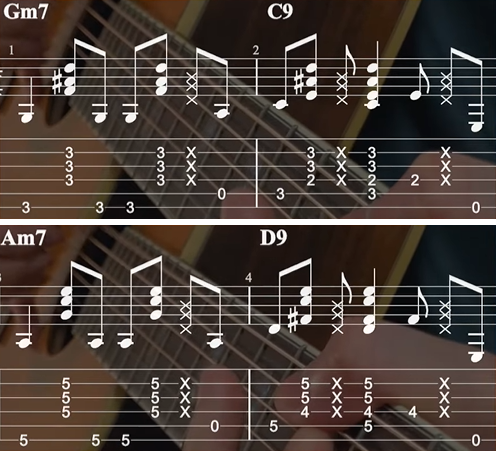 Gm7 C9
1 2
3 3 X 3 X 3 X
3 3 X 3 X 3 X
3 3 X 2 X 2 2 X
0 3 3
3 3 3 0
Am7 D9
4
5 5 X 5 X 5 X
5 5 X 5 X 5 X
5 5 X 4 X 4 4 X
0 5 5
5 5 5 0